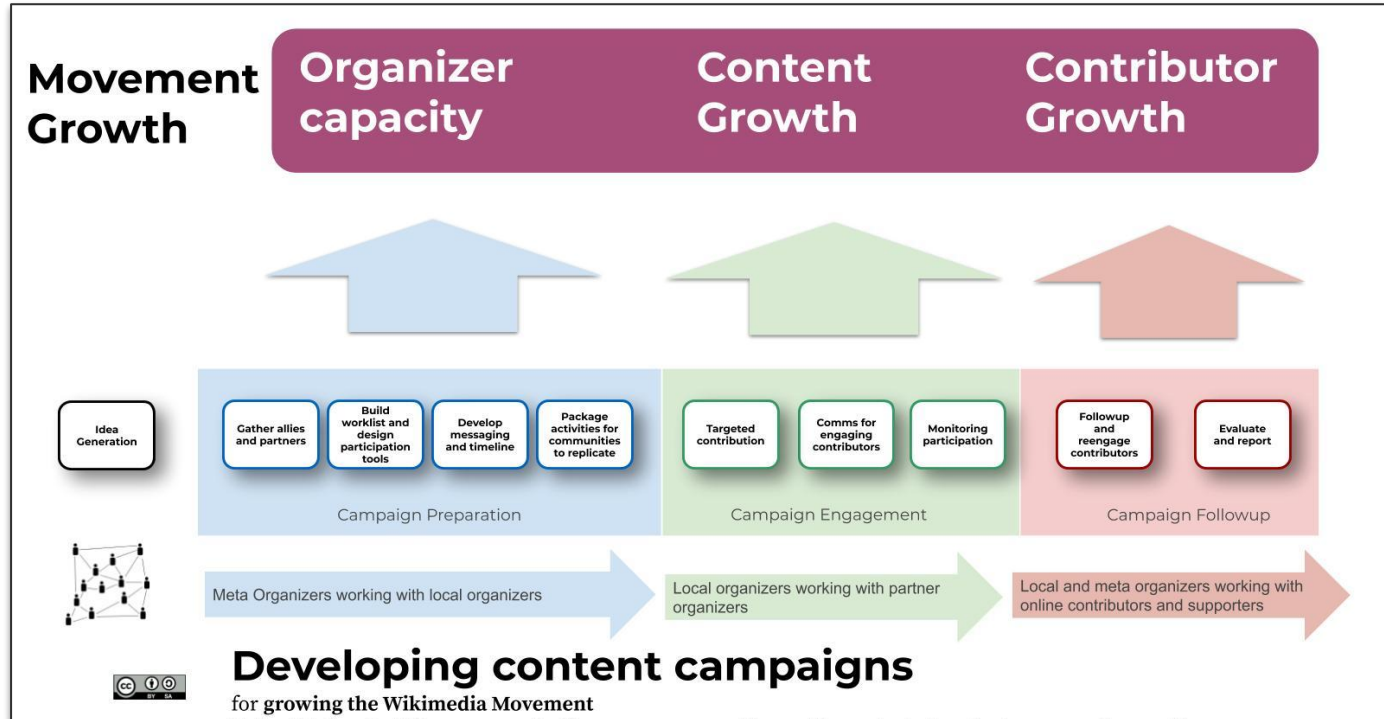 Movement
Growth
Organizer
capacity
Content
Growth
Contributor
Growth
Idea
Generation
Gather allies
and partners
Build
worklist and
design
participation
tools
Develop
messaging
and timeline
Package
activities for
communities
to replicate
Targeted
contribution
Comms for
engaging
contributors
Monitoring
participation
Followup
and
reengage
contributors
Evaluate
and report
Campaign Preparation
Campaign Engagement
Campaign Followup
Meta Organizers working with local organizers
Local organizers working with partner
organizers
Local and meta organizers working with
online contributors and supporters
Developing content campaigns
for growing the Wikimedia Movement
cc
BY SA